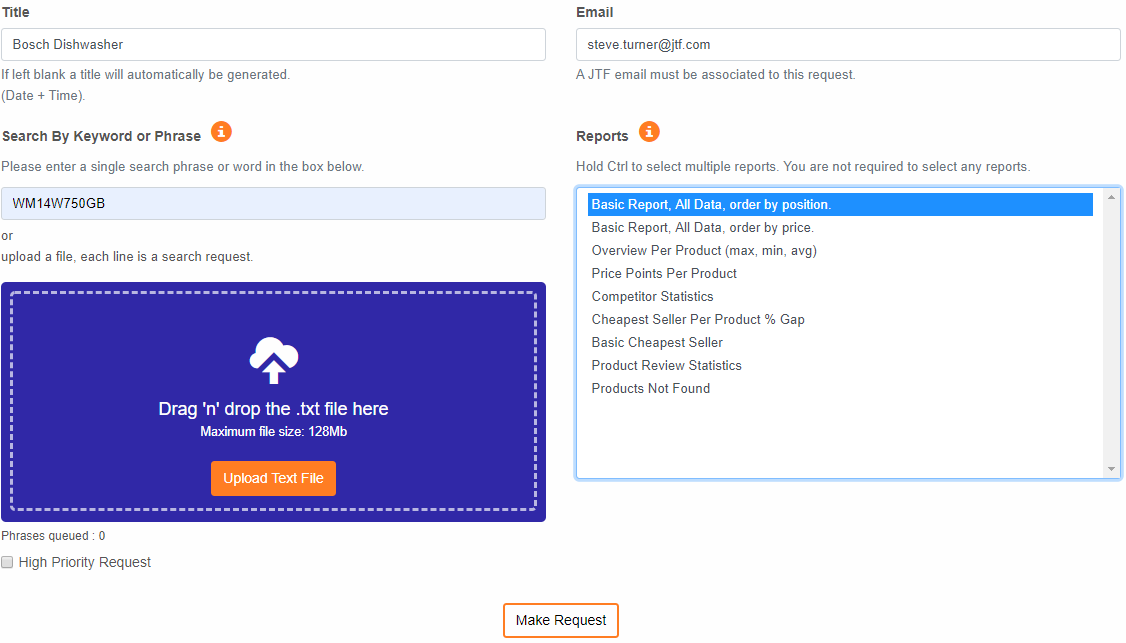 Title
Bosch Dishwasher
If left blank a title will automatically be generated.
(Date + Time).
Email
steve.turner@jtf.com
A JTF email must be associated to this request.
Search By Keyword or Phrase
Please enter a single search phrase or word in the box below.
WM14W750GB
or
upload a file, each line is a search request.
Drag 'n' drop the .txt file here
Maximum file size: 128Mb
Upload Text File
Phrases queued : 0
High Priority Request
Reports
Hold Ctrl to select multiple reports. You are not required to select any reports.
Basic Report, All Data, order by position.
Basic Report, All Data, order by price.
Overview Per Product (max, min, avg)
Price Points Per Product
Competitor Statistics
Cheapest Seller Per Product % Gap
Basic Cheapest Seller
Product Review Statistics
Products Not Found
Make Request